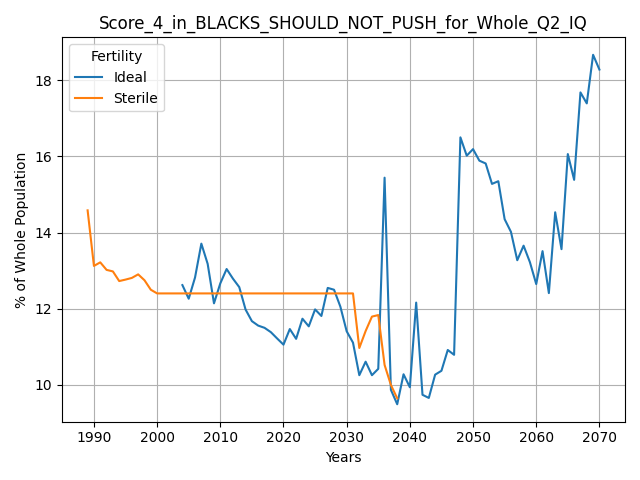 Score_4_in_BLACKS_SHOULD_NOT_PUSH_for_Whole_Q2_IQ
Fertility
Ideal
Sterile
% of Whole Population
18
16
14
12
10
1990 2000 2010 2020 2030 2040 2050 2060 2070
Years